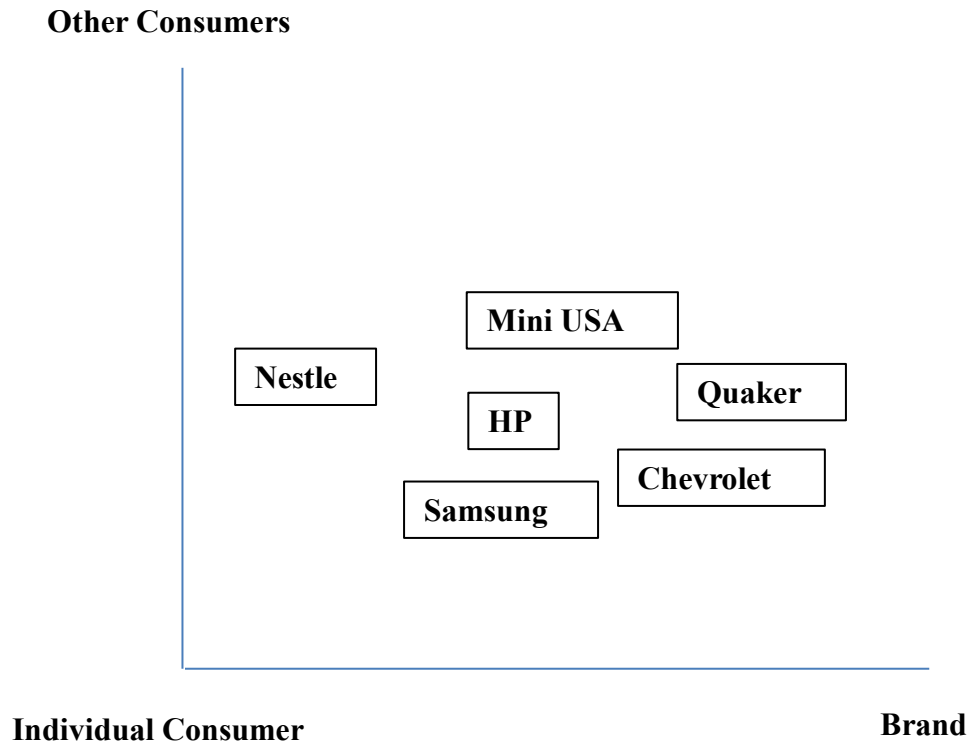 Other Consumers
Mini USA
Nestle
Quaker
HP
Chevrolet
Samsung
Individual Consumer
Brand